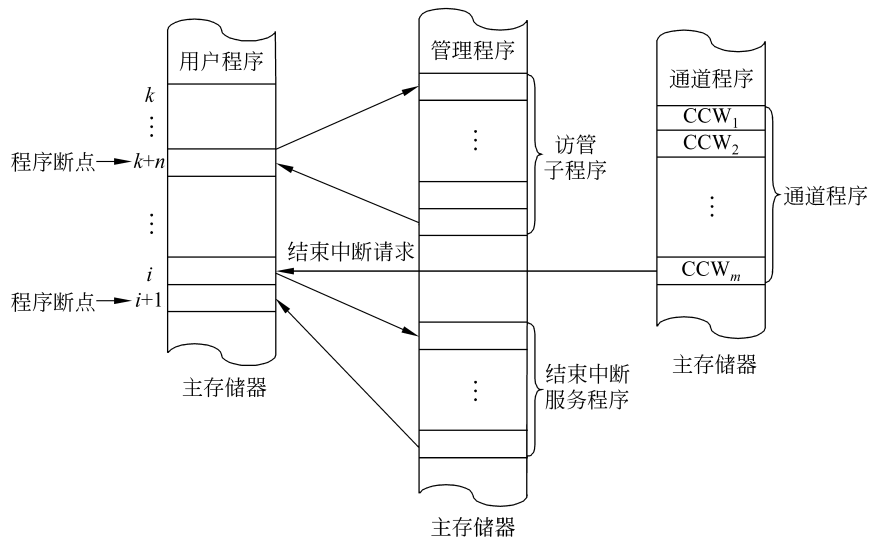 用户程序
k
⋮
程序断点
k+n
⋮
i
程序断点
i+1
主存储器
管理程序
⋮
访管
子程序
结束中断请求
⋮
结束中断
服务程序
主存储器
通道程序
CCW₁
CCW₂
⋮
CCWₘ
通道程序
主存储器